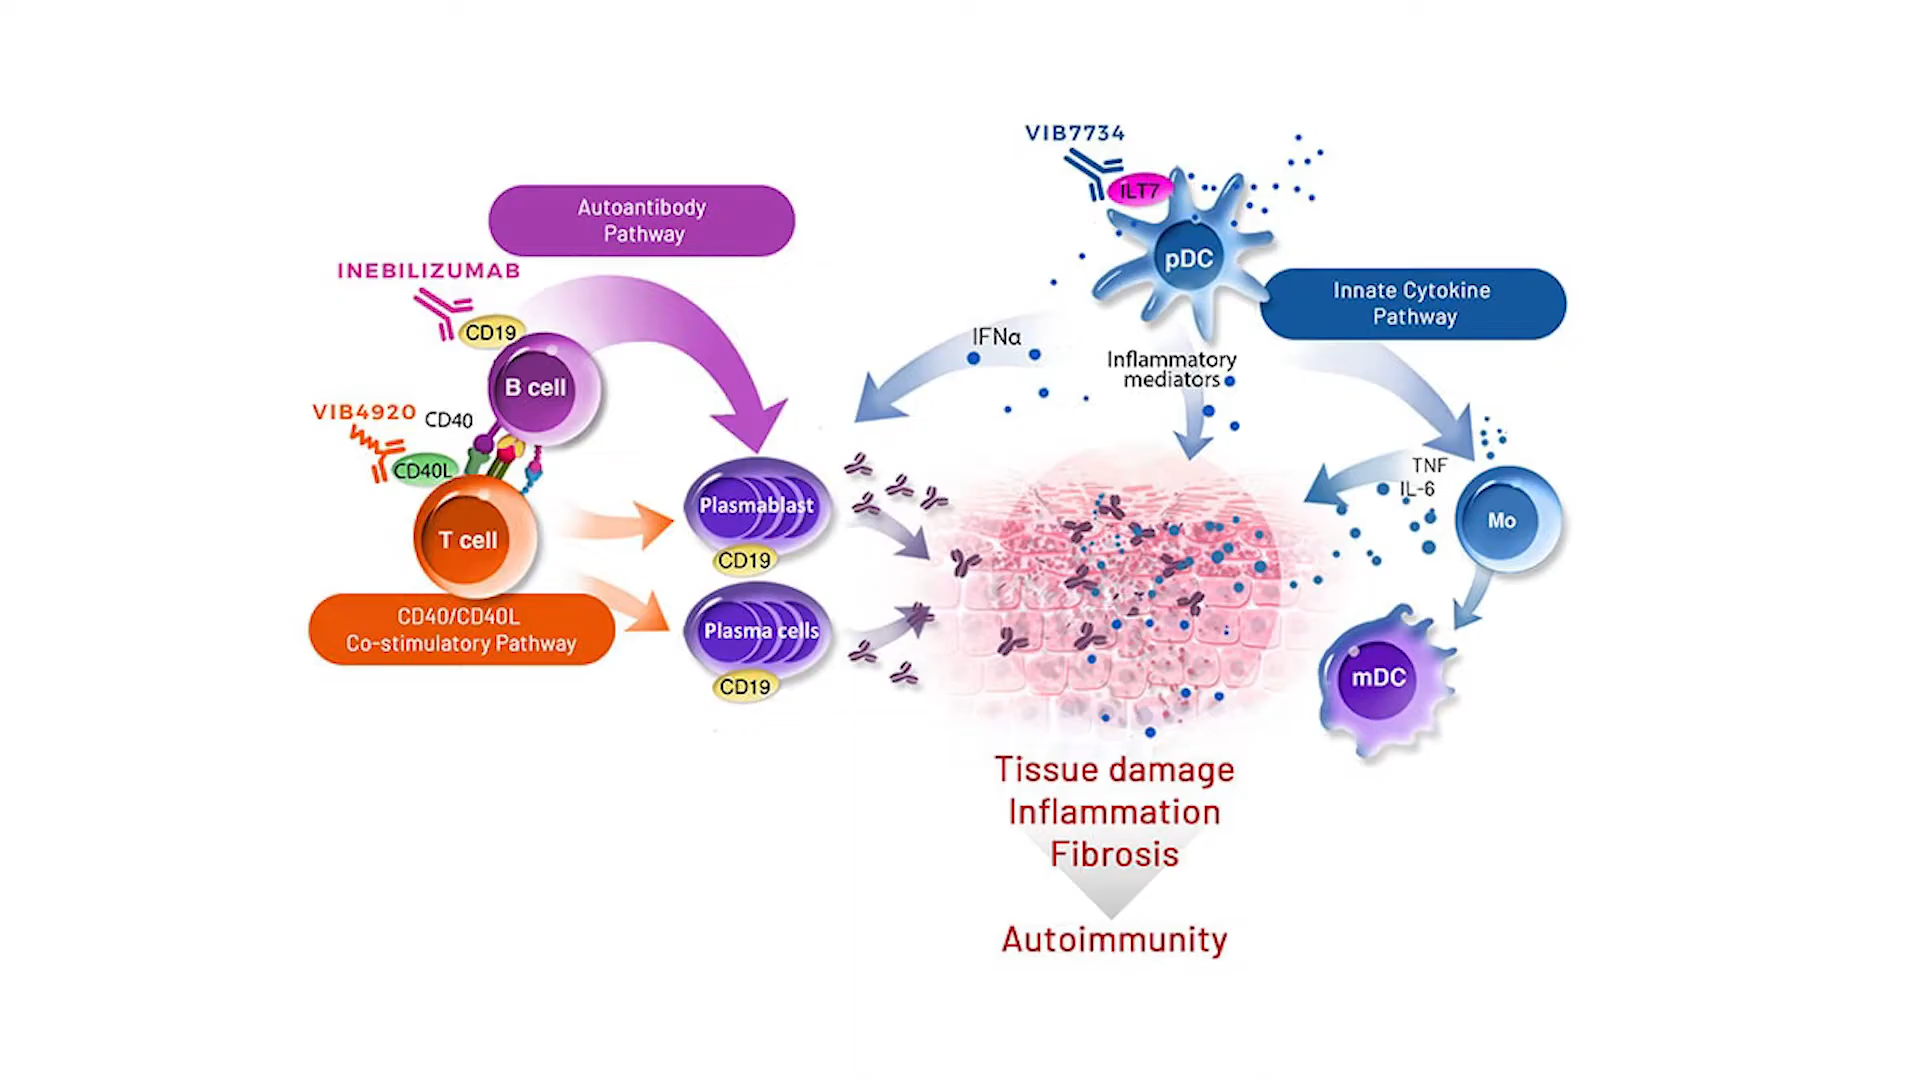 VIB7734
ILT7
pDC
Autoantibody
Pathway
INEBILIZUMAB
CD19
B cell
Innate Cytokine
Pathway
IFNα
Inflammatory
mediators
VIB4920
CD40
CD40L
T cell
CD40/CD40L
Co-stimulatory Pathway
Plasmablast
CD19
Plasma cells
CD19
TNF
IL-6
Mo
mDC
Tissue damage
Inflammation
Fibrosis
Autoimmunity